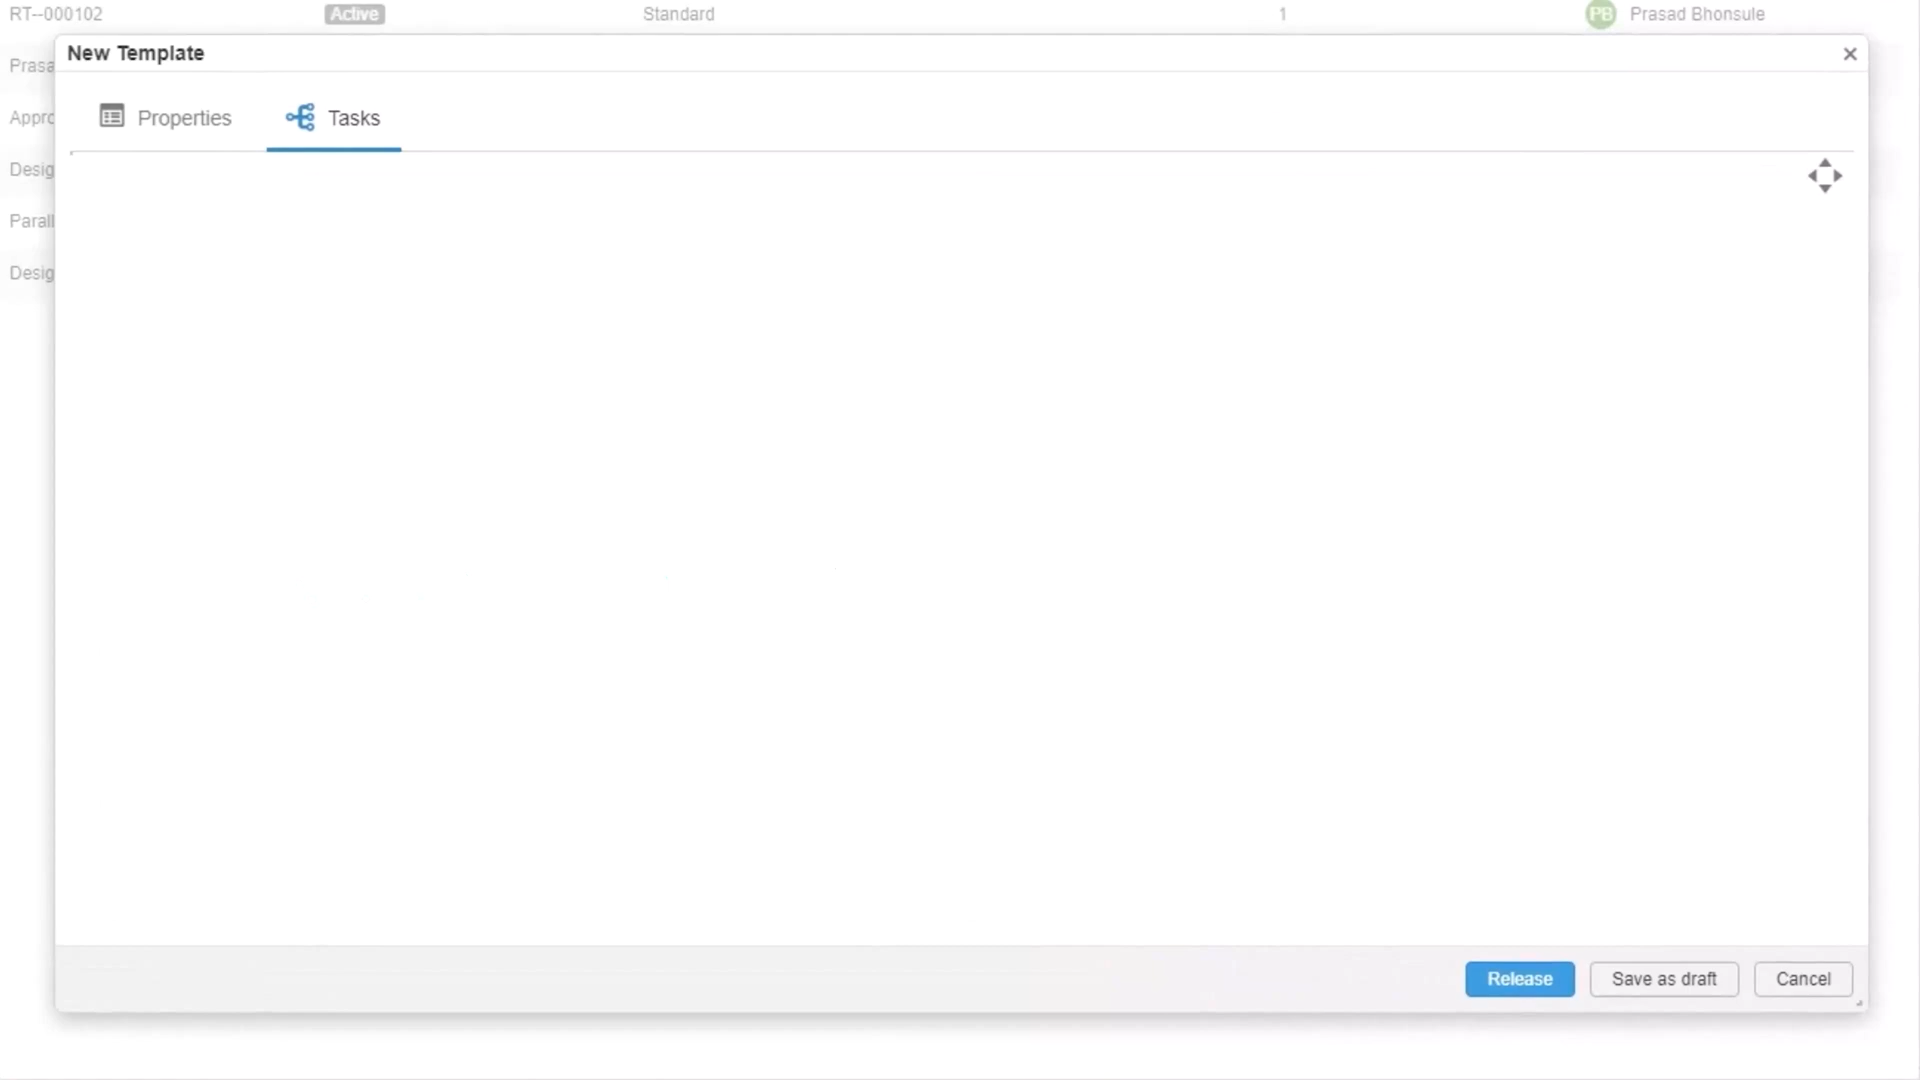 RT--000102 Active Standard 1 PB Prasad Bhonsule
New Template
Prasa
Properties Tasks
Appro
Desig
Parall
Desig
Release Save as draft Cancel